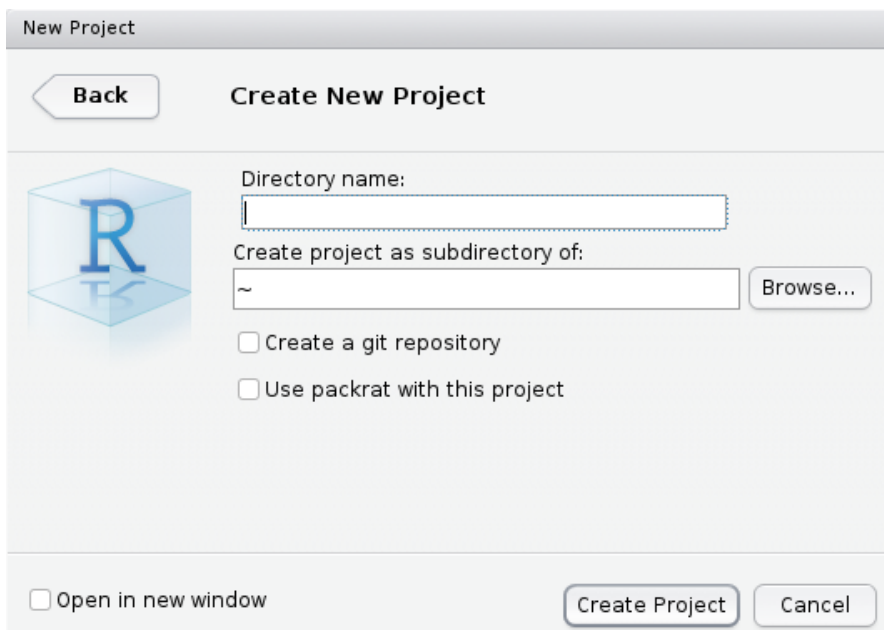 New Project
Back
Create New Project
R
Directory name:
Create project as subdirectory of:
~
Browse...
Create a git repository
Use packrat with this project
Open in new window
Create Project
Cancel